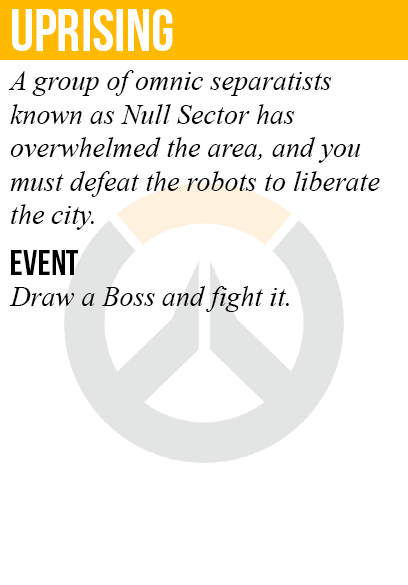 UPRISING
A group of omnic separatists
known as Null Sector has
overwhelmed the area, and you
must defeat the robots to liberate
the city.
EVENT
Draw a Boss and fight it.